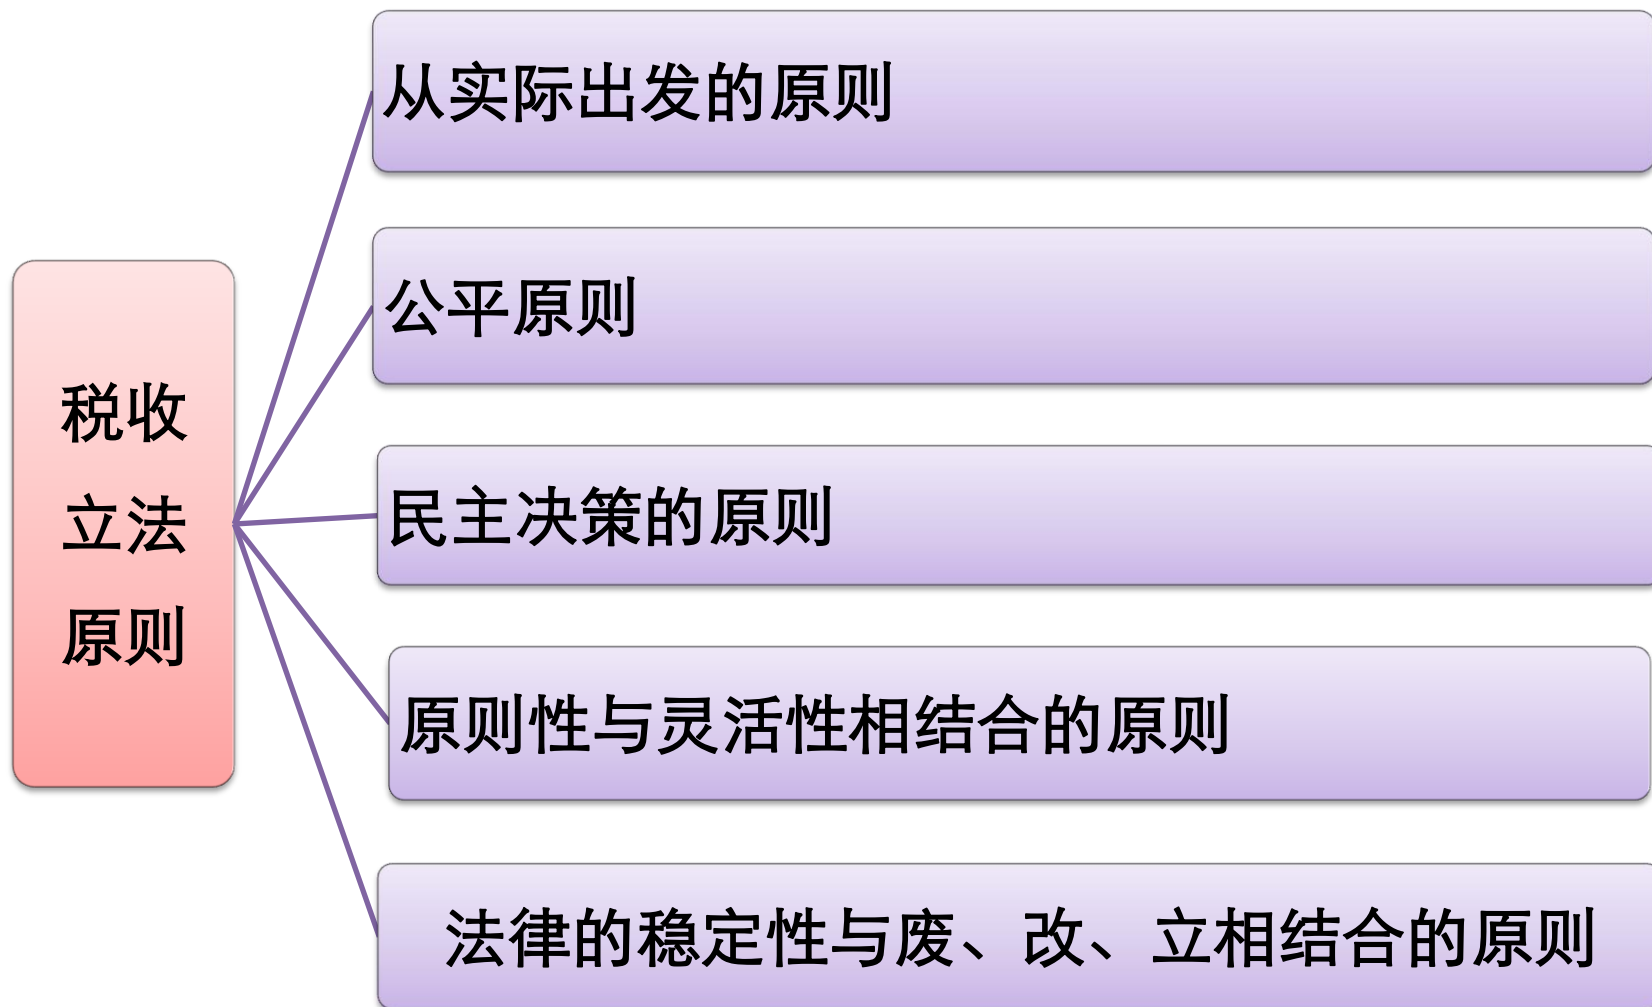 从实际出发的原则
公平原则
税收
立法
原则
民主决策的原则
原则性与灵活性相结合的原则
法律的稳定性与废、改、立相结合的原则